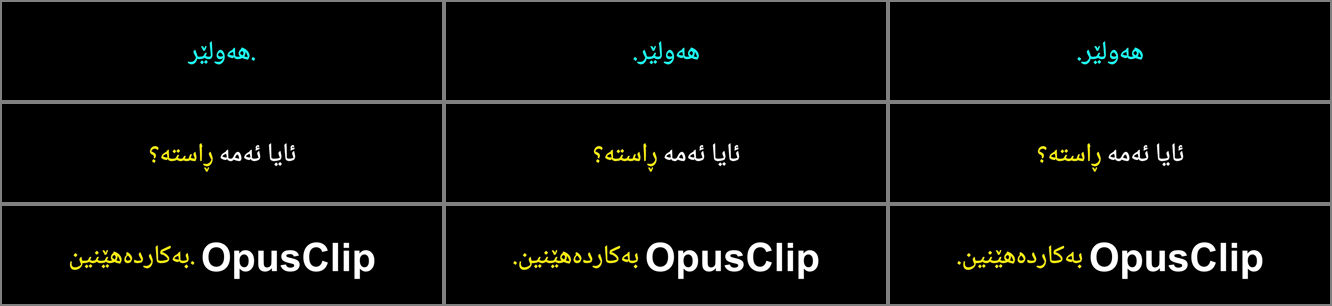 .هەولێر
هەولێر.
هەولێر.
ئایا ئەمە ڕاستە؟
ئایا ئەمە ڕاستە؟
ئایا ئەمە ڕاستە؟
OpusClip .بەکاردەهێنین
OpusClip بەکاردەهێنین.
OpusClip بەکاردەهێنین.